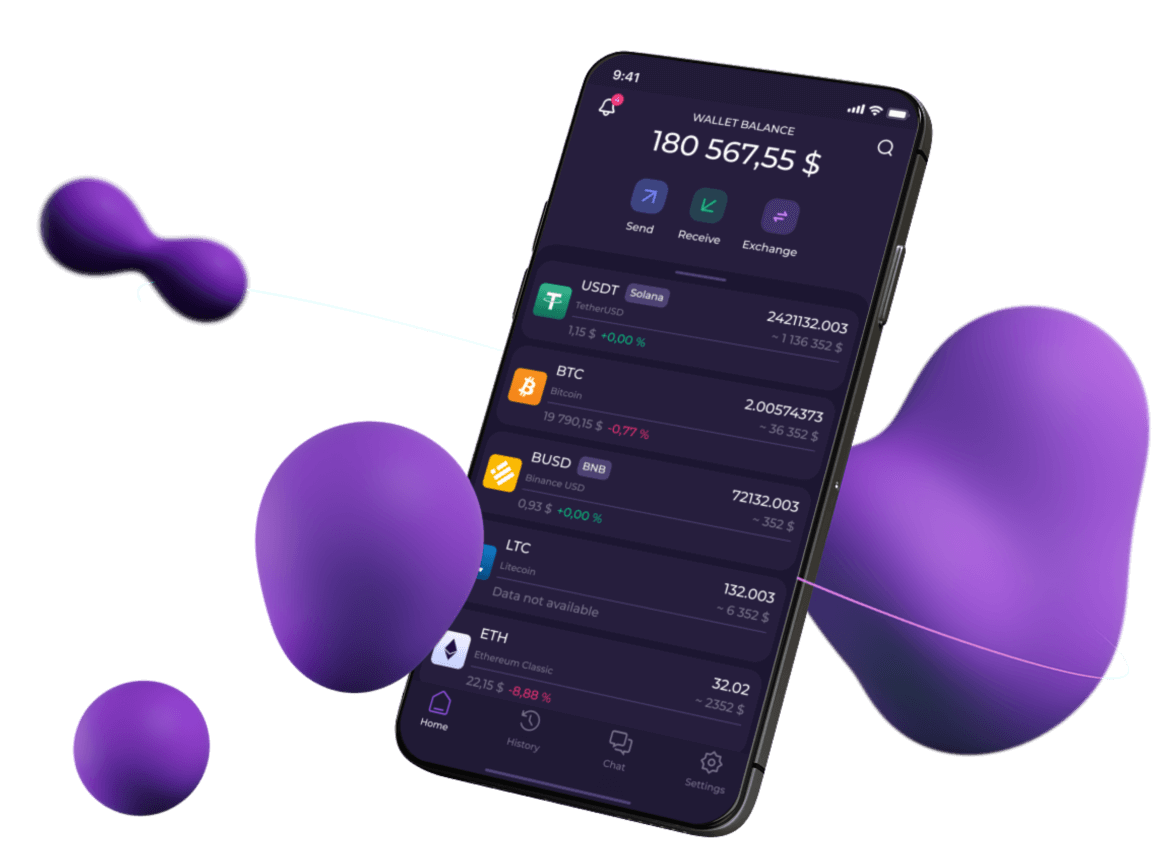 9:41
WALLET BALANCE
180 567,55 $
Send
Receive
Exchange
USDT Solana
TetherUSD
2421132.003
1,15 $ +0,00 %
~ 1 136 352 $
BTC
Bitcoin
2.00574373
19 790,15 $ -0,77 %
~ 36 352 $
BUSD BNB
Binance USD
72132.003
0,93 $ +0,00 %
~ 352 $
LTC
Litecoin
132.003
Data not available
~ 6 352 $
ETH
Ethereum Classic
32.02
22,15 $ -8,88 %
~ 2352 $
Home
History
Chat
Settings